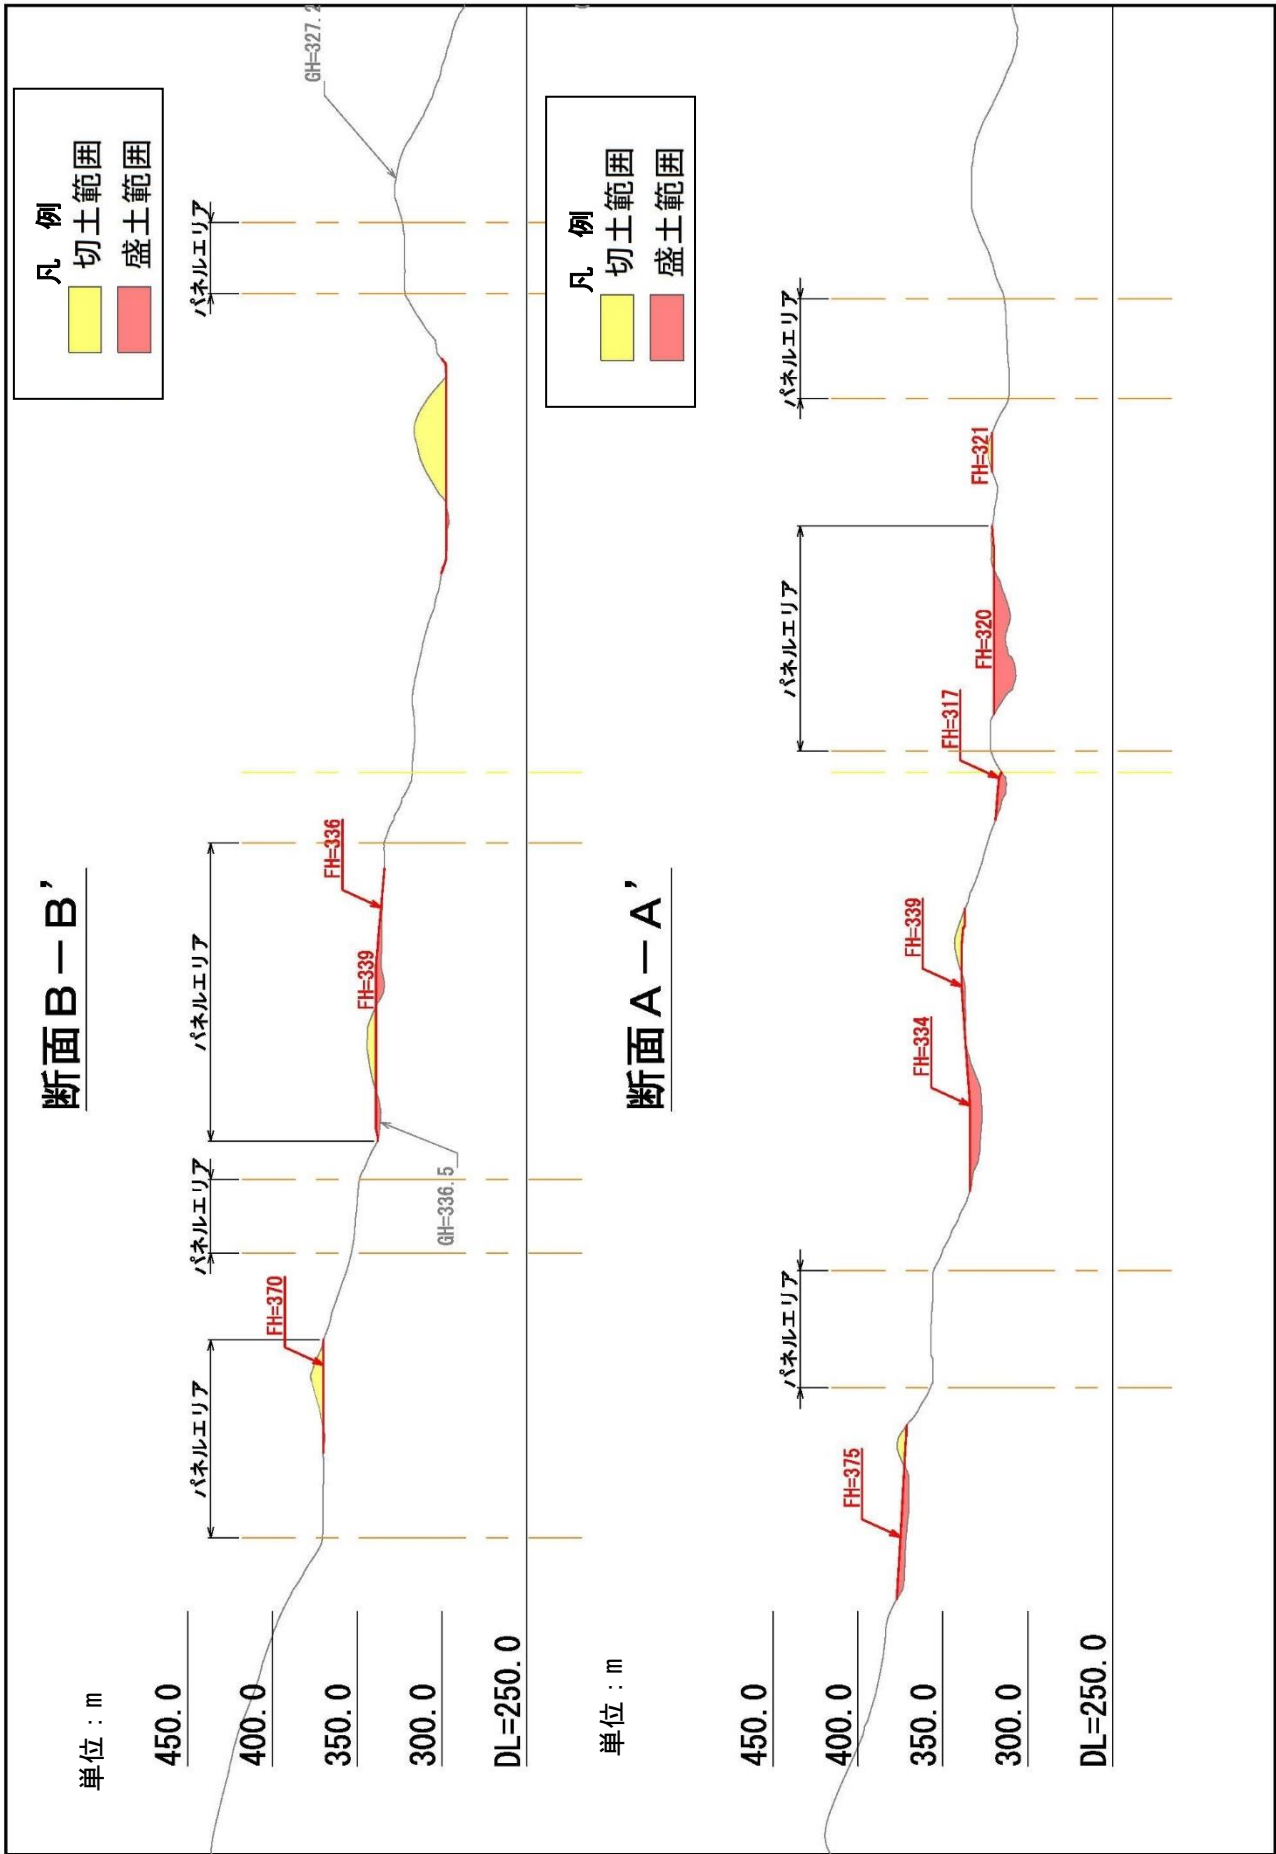 断面B－B’
単位：m
凡 例
切土範囲
盛土範囲
450.0
400.0
350.0
300.0
DL=250.0
パネルエリア
パネルエリア
パネルエリア
パネルエリア
FH=370
GH=336.5
FH=339
FH=336
GH=327.2
断面A－A’
単位：m
凡 例
切土範囲
盛土範囲
450.0
400.0
350.0
300.0
DL=250.0
パネルエリア
パネルエリア
パネルエリア
FH=375
FH=334
FH=339
FH=317
FH=320
FH=321